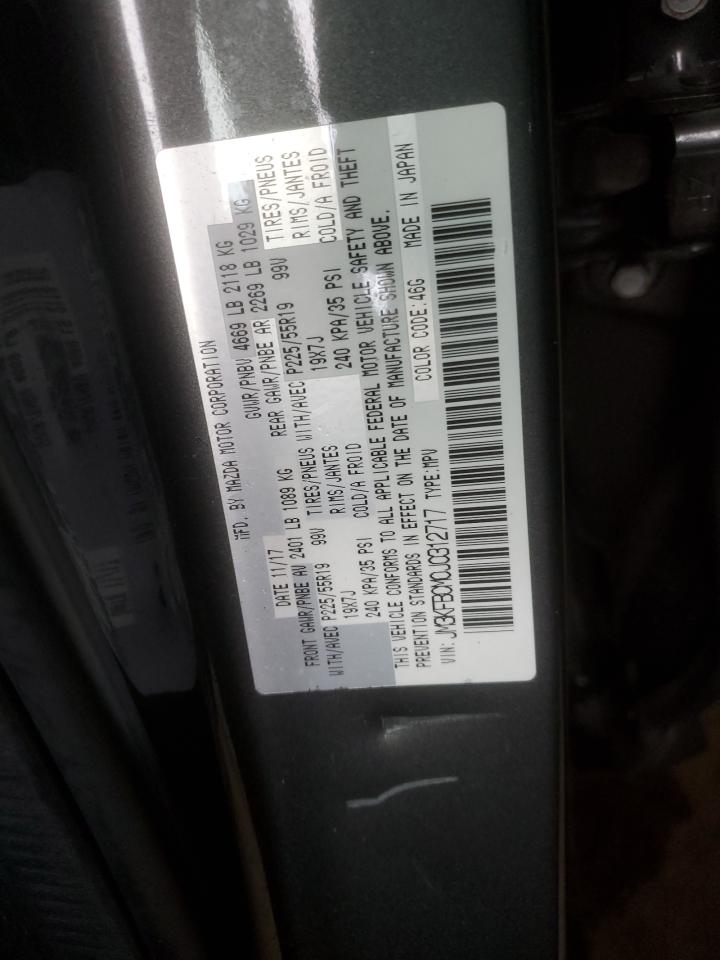 MFD. BY MAZDA MOTOR CORPORATION
DATE 11/17 GVWR/PNBV 4669 LB 2118 KG
FRONT GAWR/PNBE AV 2401 LB 1089 KG REAR GAWR/PNBE AR 2269 LB 1029 KG
WITH/AVEC P225/55R19 99V TIRES/PNEUS WITH/AVEC P225/55R19 99V TIRES/PNEUS
19X7J RIMS/JANTES 19X7J RIMS/JANTES
240 KPA/35 PSI COLD/A FROID 240 KPA/35 PSI COLD/A FROID
THIS VEHICLE CONFORMS TO ALL APPLICABLE FEDERAL MOTOR VEHICLE SAFETY AND THEFT
PREVENTION STANDARDS IN EFFECT ON THE DATE OF MANUFACTURE SHOWN ABOVE.
VIN: JM3KFBCM0J0312717 TYPE:MPV COLOR CODE:46G MADE IN JAPAN